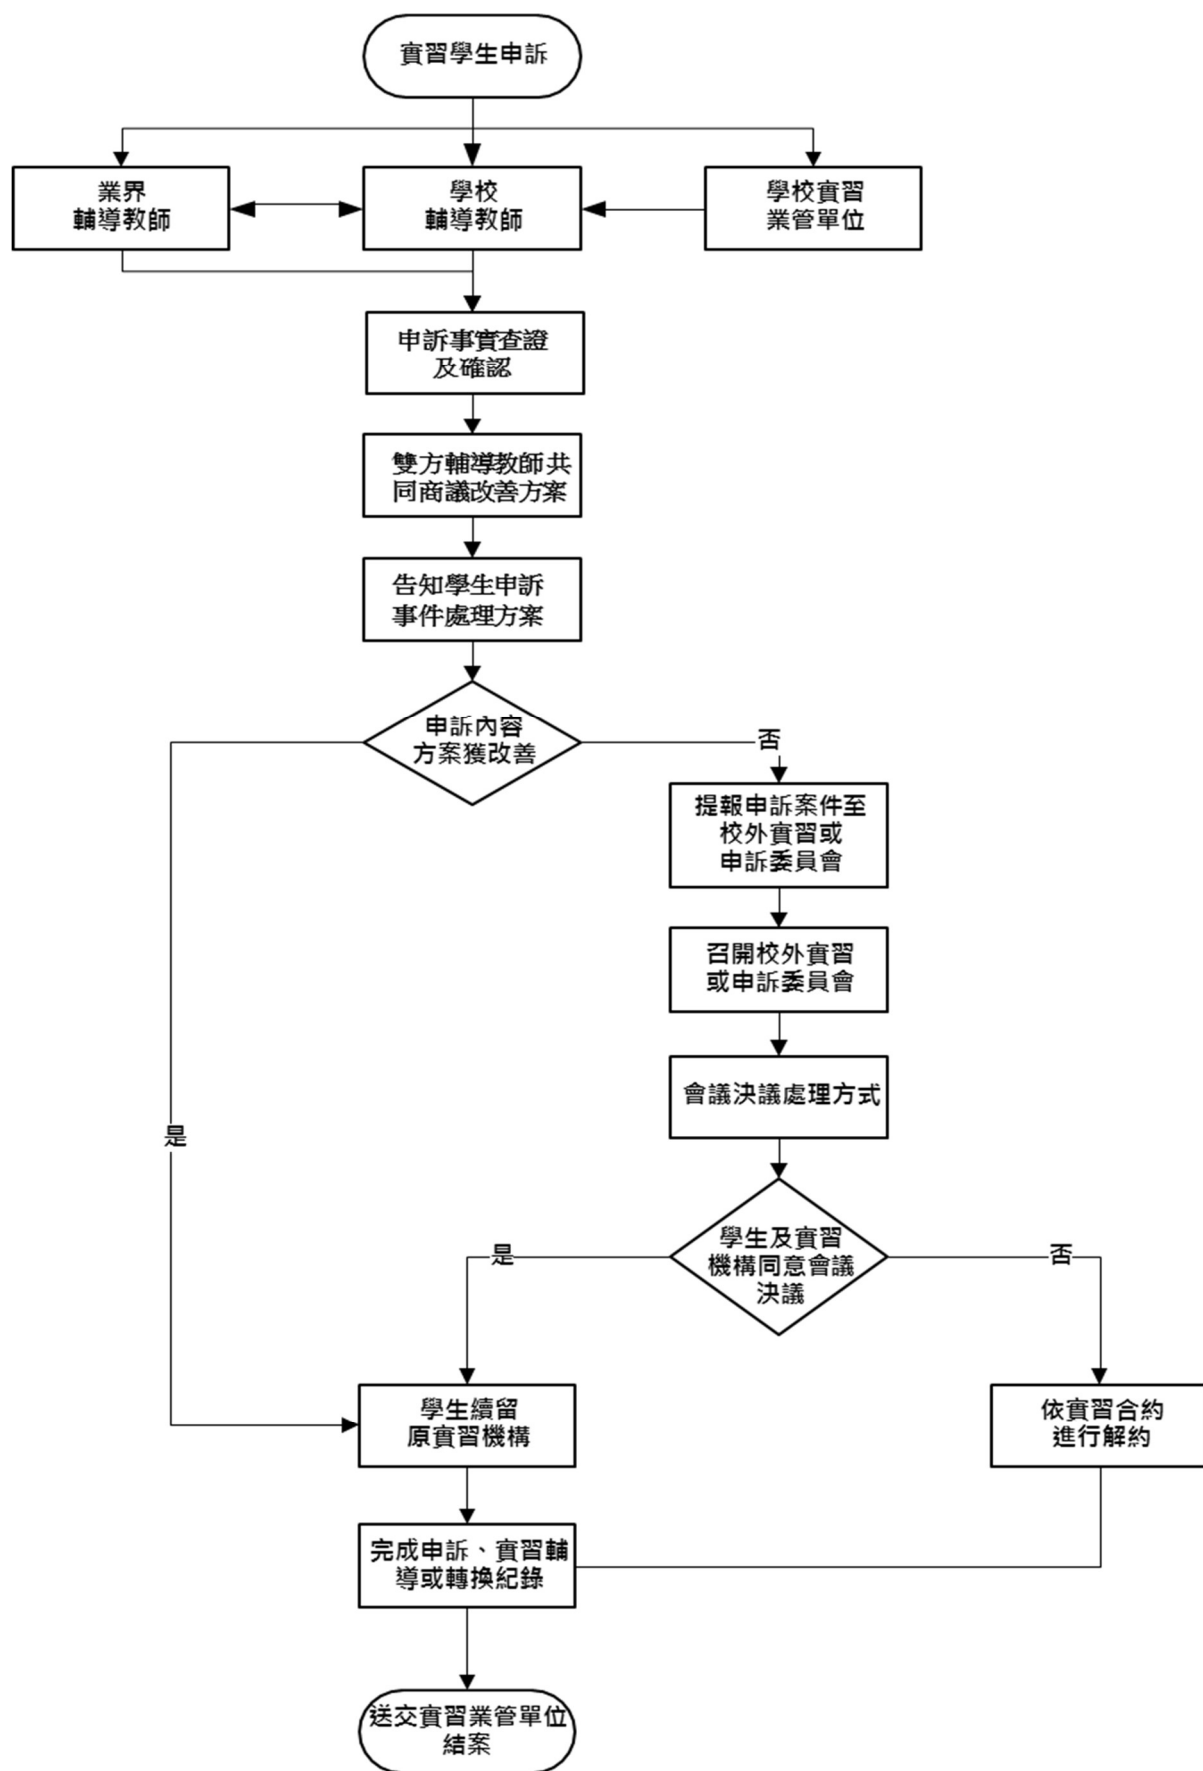 實習學生申訴
業界
輔導教師
學校
輔導教師
學校實習
業管單位
申訴事實查證
及確認
雙方輔導教師共
同商議改善方案
告知學生申訴
事件處理方案
申訴內容
方案獲改善
否
提報申訴案件至
校外實習或
申訴委員會
召開校外實習
或申訴委員會
會議決議處理方式
是
學生及實習
機構同意會議
決議
是
否
學生續留
原實習機構
依實習合約
進行解約
完成申訴、實習輔
導或轉換紀錄
送交實習業管單位
結案